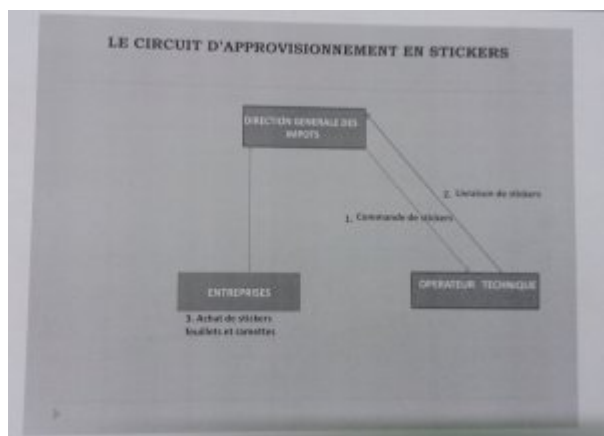 LE CIRCUIT D'APPROVISIONNEMENT EN STICKERS
DIRECTION GENERALE DES
IMPOTS
2. Livraison de stickers
1. Commande de stickers
ENTREPRISES
OPERATEUR TECHNIQUE
3. Achat de stickers
feuillets et carnettes